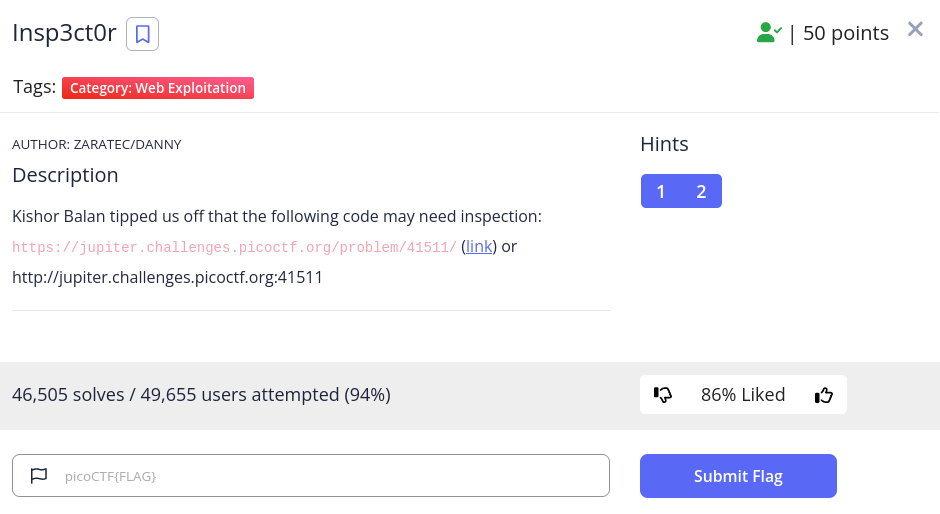 Insp3ct0r
| 50 points
Tags: Category: Web Exploitation
AUTHOR: ZARATEC/DANNY
Description
Kishor Balan tipped us off that the following code may need inspection:
https://jupiter.challenges.picoctf.org/problem/41511/ (link) or
http://jupiter.challenges.picoctf.org:41511
Hints
1 2
46,505 solves / 49,655 users attempted (94%)
86% Liked
picoCTF{FLAG}
Submit Flag